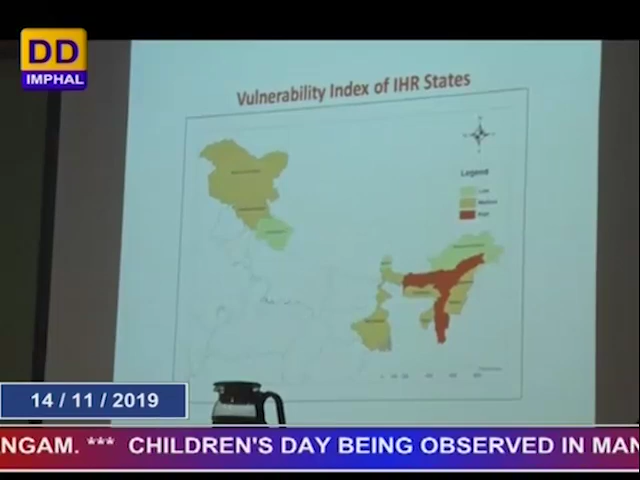 DD
IMPHAL
Vulnerability Index of IHR States
Legend
Low
Medium
High
14 / 11 / 2019
NGAM. *** CHILDREN'S DAY BEING OBSERVED IN MAN